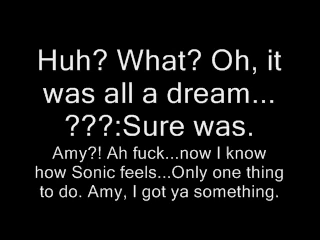 Huh? What? Oh, it
was all a dream...
???:Sure was.
Amy?! Ah fuck...now I know
how Sonic feels...Only one thing
to do. Amy, I got ya something.